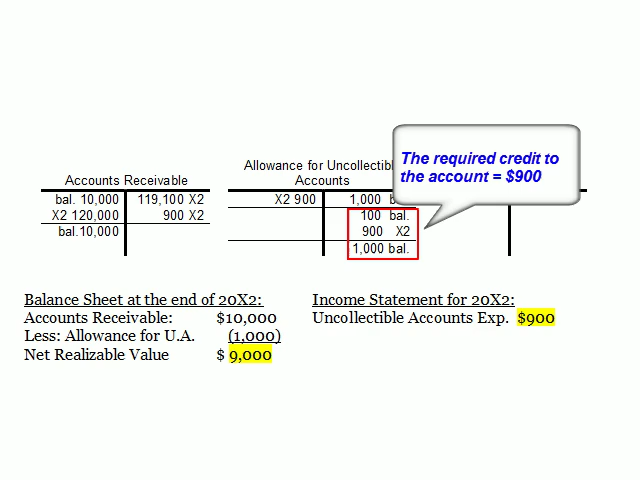 The required credit to
the account = $900
Allowance for Uncollectibl
Accounts Receivable
Accounts
bal. 10,000 119,100 X2
X2 900 1,000
X2 120,000 900 X2
100 bal.
bal.10,000
900 X2
1,000 bal.
Balance Sheet at the end of 20X2:
Accounts Receivable: $10,000
Less: Allowance for U.A. (1,000)
Net Realizable Value $ 9,000
Income Statement for 20X2:
Uncollectible Accounts Exp. $900